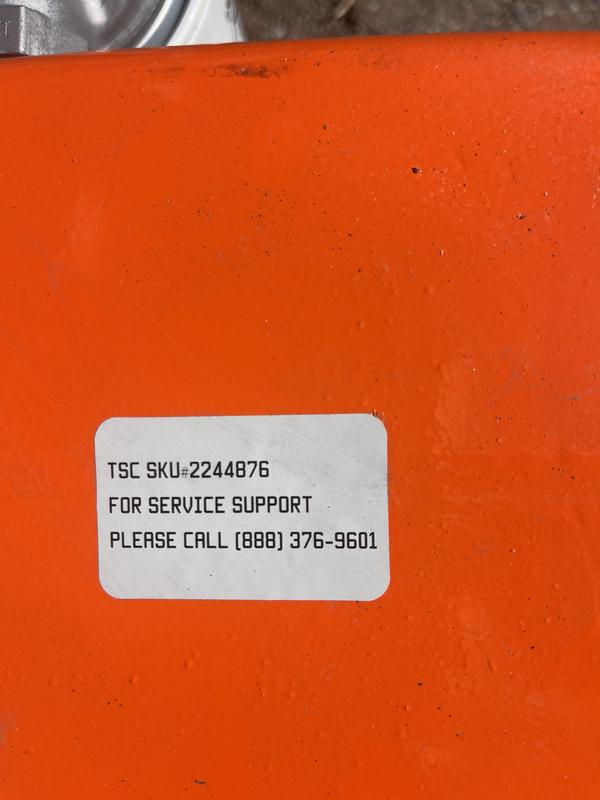 TSC SKU#2244876
FOR SERVICE SUPPORT
PLEASE CALL (888) 376-9601